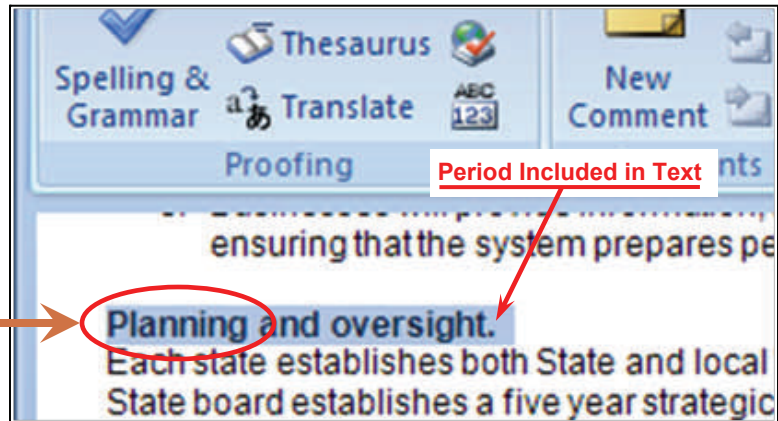 Thesaurus
Spelling &
Grammar
Translate
ABC
123
New
Comment
Proofing
Period Included in Text
nts
ensuring that the system prepares pe
Planning and oversight.
Each state establishes both State and local
State board establishes a five year strategic